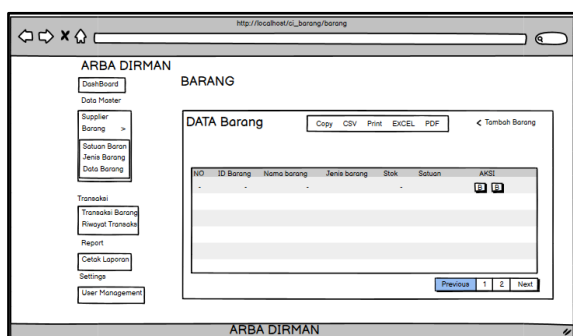 http://localhost/ci_barang/barang
ARBA DIRMAN
DashBoard
Data Master
Supplier
Barang >
Satuan Baran
Jenis Barang
Data Barang
Transaksi
Transaksi Barang
Riwayat Transaks
Report
Cetak Laporan
Settings
User Management
BARANG
DATA Barang
Copy CSV Print EXCEL PDF
< Tambah Barang
NO ID Barang Nama barang Jenis barang Stok Satuan AKSI
- - - -
Previous 1 2 Next
ARBA DIRMAN